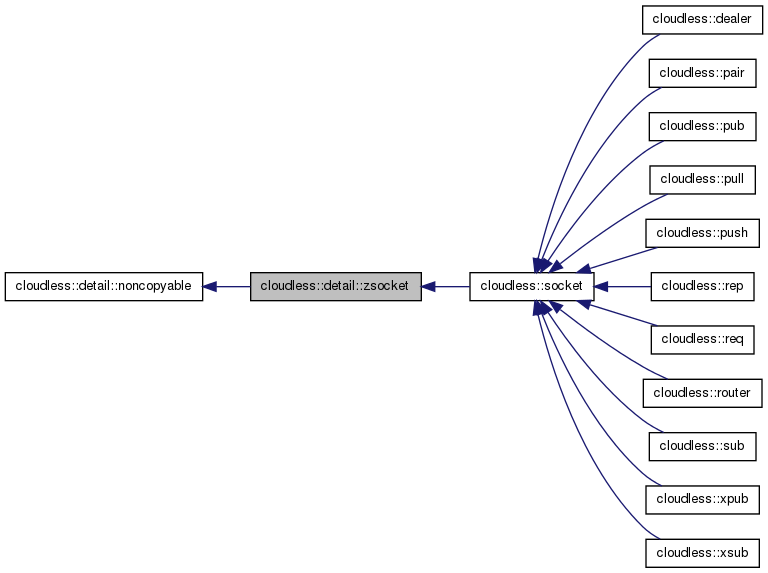 cloudless::dealer
cloudless::pair
cloudless::pub
cloudless::pull
cloudless::push
cloudless::detail::noncopyable
cloudless::detail::zsocket
cloudless::socket
cloudless::rep
cloudless::req
cloudless::router
cloudless::sub
cloudless::xpub
cloudless::xsub